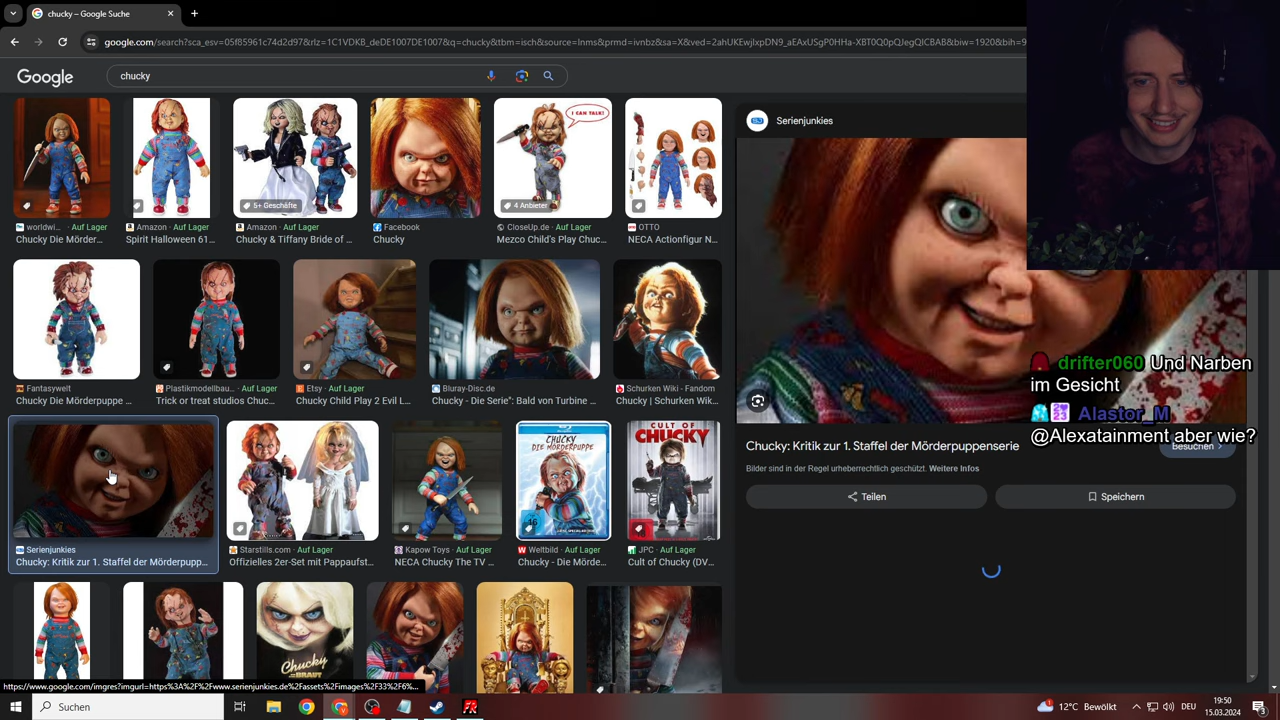 chucky – Google Suche
google.com/search?sca_esv=05f85961c74d2d97&rlz=1C1VDKB_deDE1007DE1007&q=chucky&tbm=isch&source=lnms&prmd=ivnbz&sa=X&ved=2ahUKEwjIxpDN9_aEAxUSgP0HHa-XBT0Q0pQJegQICBAB&biw=1920&bih=9
Google
chucky
Serienjunkies
I CAN TALK!
5+ Geschäfte
4 Anbieter
worldwi... · Auf Lager
Chucky Die Mörder...
Amazon · Auf Lager
Spirit Halloween 61...
Amazon · Auf Lager
Chucky & Tiffany Bride of ...
Facebook
Chucky
CloseUp.de · Auf Lager
Mezco Child's Play Chuc...
OTTO
NECA Actionfigur N...
Fantasywelt
Chucky Die Mörderpuppe ...
Plastikmodellbau... · Auf Lager
Trick or treat studios Chuc...
Etsy · Auf Lager
Chucky Child Play 2 Evil L...
Bluray-Disc.de
Chucky - Die Serie": Bald von Turbine ...
Schurken Wiki - Fandom
Chucky | Schurken Wik...
drifter060 Und Narben
im Gesicht
Alastor_M
@Alexatainment aber wie?
Chucky: Kritik zur 1. Staffel der Mörderpuppenserie
Besuchen
Bilder sind in der Regel urheberrechtlich geschützt. Weitere Infos
Teilen
Speichern
CHUCKY
DIE MÖRDERPUPPE
CULT OF
CHUCKY
Serienjunkies
Chucky: Kritik zur 1. Staffel der Mörderpupp...
Starstills.com · Auf Lager
Offizielles 2er-Set mit Pappaufst...
Kapow Toys · Auf Lager
NECA Chucky The TV ...
Weltbild · Auf Lager
Chucky - Die Mörde...
JPC · Auf Lager
Cult of Chucky (DV...
Chucky
https://www.google.com/imgres?imgurl=https%3A%2F%2Fwww.serienjunkies.de%2Fassets%2Fimages%2F33%2F6%...
Suchen
12°C Bewölkt
DEU
19:50
15.03.2024
3